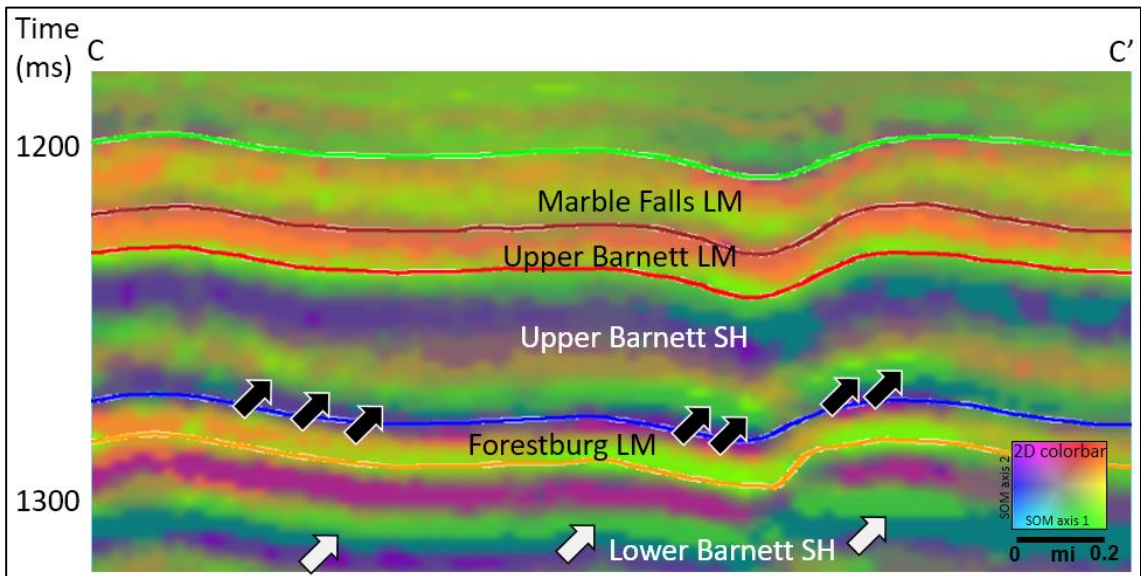 Time
(ms)
C
C'
1200
Marble Falls LM
Upper Barnett LM
Upper Barnett SH
Forestburg LM
1300
Lower Barnett SH
2D colorbar
SOM axis 2
SOM axis 1
0 mi 0.2